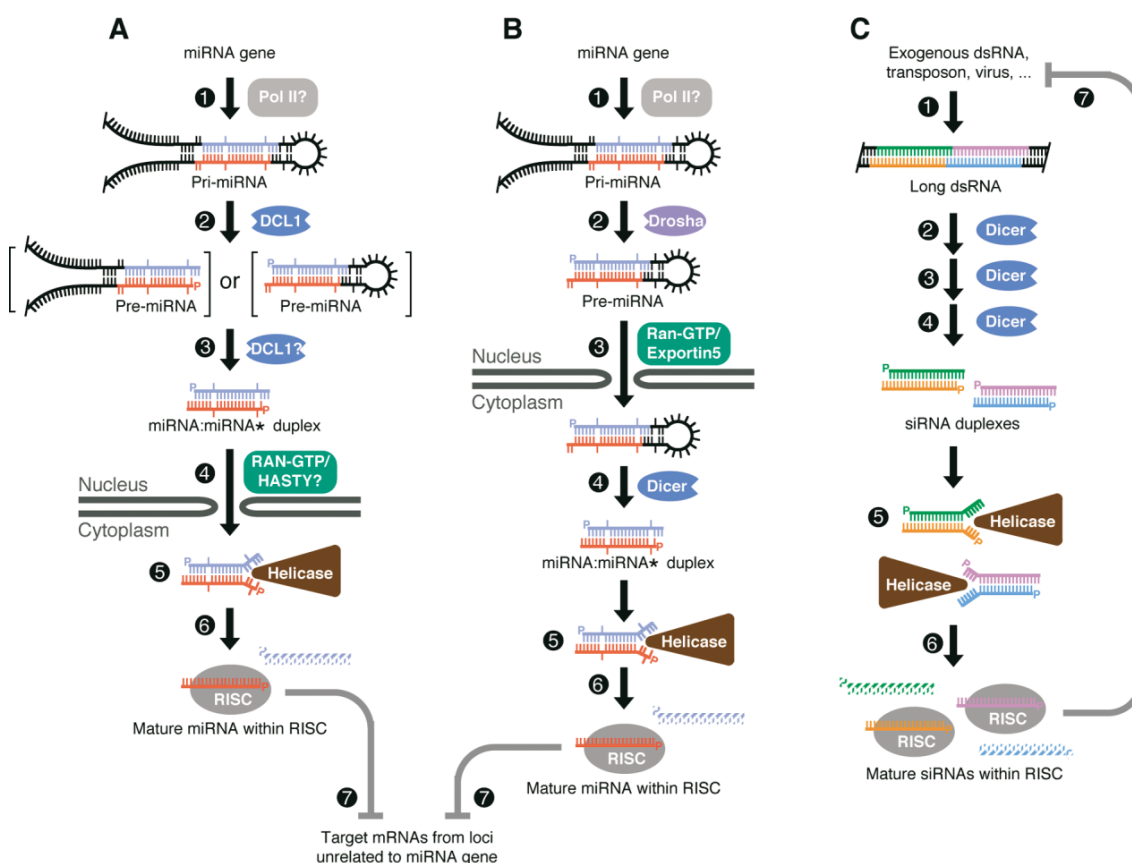 A
miRNA gene
1
Pol II?
Pri-miRNA
2
DCL1
P
Pre-miRNA
or
P
Pre-miRNA
3
DCL1?
P
P
miRNA:miRNA* duplex
4
RAN-GTP/
HASTY?
Nucleus
Cytoplasm
5
P
P
Helicase
6
P
RISC
Mature miRNA within RISC
7
B
miRNA gene
1
Pol II?
Pri-miRNA
2
Drosha
P
Pre-miRNA
3
Ran-GTP/
Exportin5
Nucleus
Cytoplasm
P
4
Dicer
P
P
miRNA:miRNA* duplex
5
P
P
Helicase
6
P
RISC
Mature miRNA within RISC
7
Target mRNAs from loci
unrelated to miRNA gene
C
Exogenous dsRNA,
transposon, virus, ...
7
1
Long dsRNA
2
Dicer
3
Dicer
4
Dicer
P
P
P
P
siRNA duplexes
5
P
P
Helicase
P
P
Helicase
6
P
RISC
P
RISC
Mature siRNAs within RISC